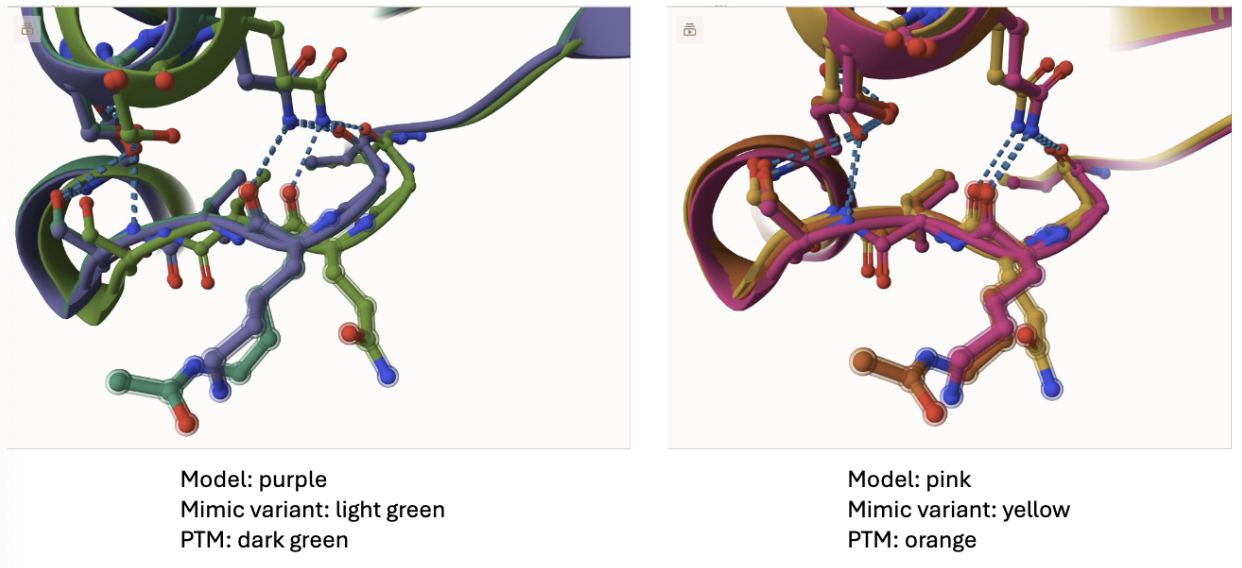 Model: purple
Mimic variant: light green
PTM: dark green
Model: pink
Mimic variant: yellow
PTM: orange